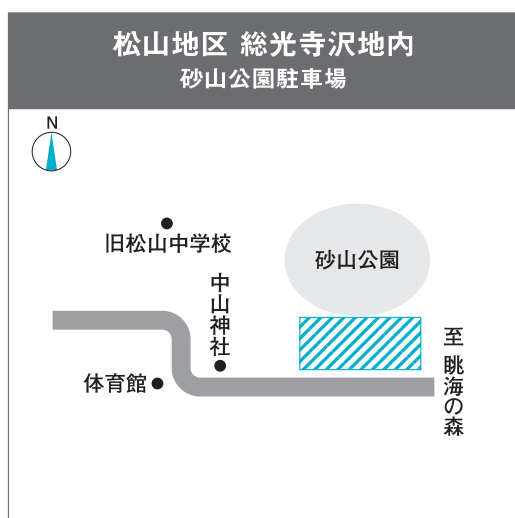 松山地区 総光寺沢地内
砂山公園駐車場
N
旧松山中学校
砂山公園
中山神社
体育館
至 眺海の森